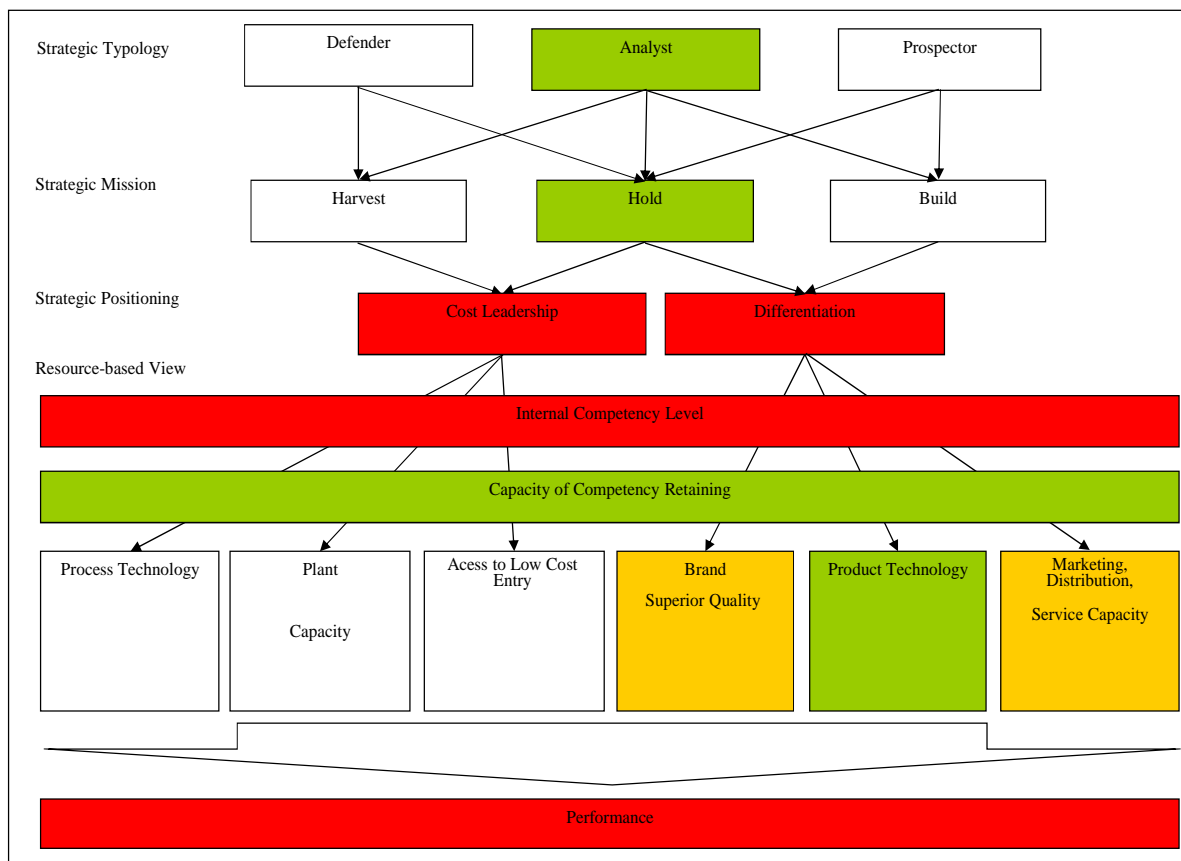 Strategic Typology
Defender
Analyst
Prospector
Strategic Mission
Harvest
Hold
Build
Strategic Positioning
Cost Leadership
Differentiation
Resource-based View
Internal Competency Level
Capacity of Competency Retaining
Process Technology
Plant
Capacity
Acess to Low Cost
Entry
Brand
Superior Quality
Product Technology
Marketing,
Distribution,
Service Capacity
Performance